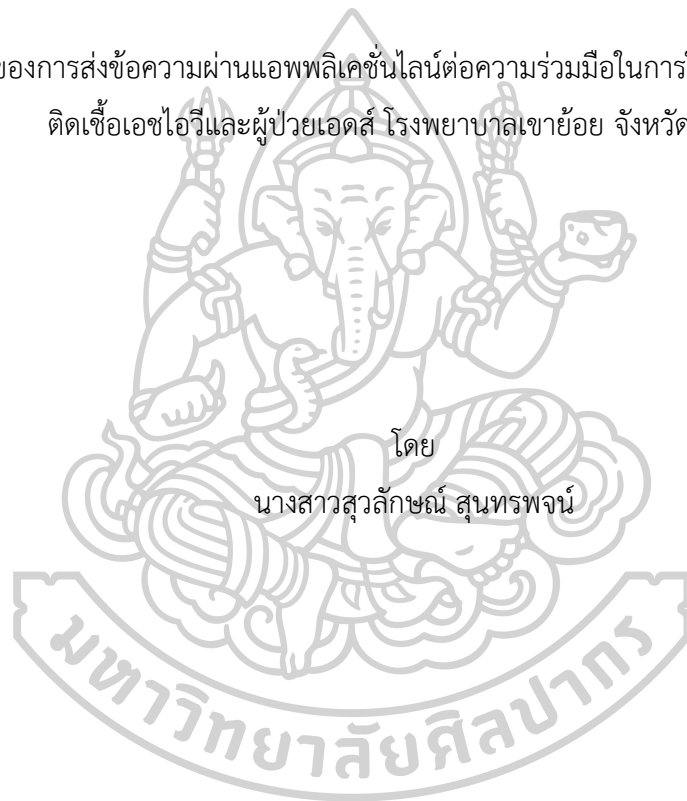 ของการส่งข้อความผ่านแอพพลิเคชั่นไลน์ต่อความร่วมมือในการ
ติดเชื้อเอชไอวีและผู้ป่วยเอดส์ โรงพยาบาลเขาย้อย จังหวัด
โดย
นางสาวสุวลักษณ์ สุนทรพจน์
มหาวิทยาลัยศิลปากร